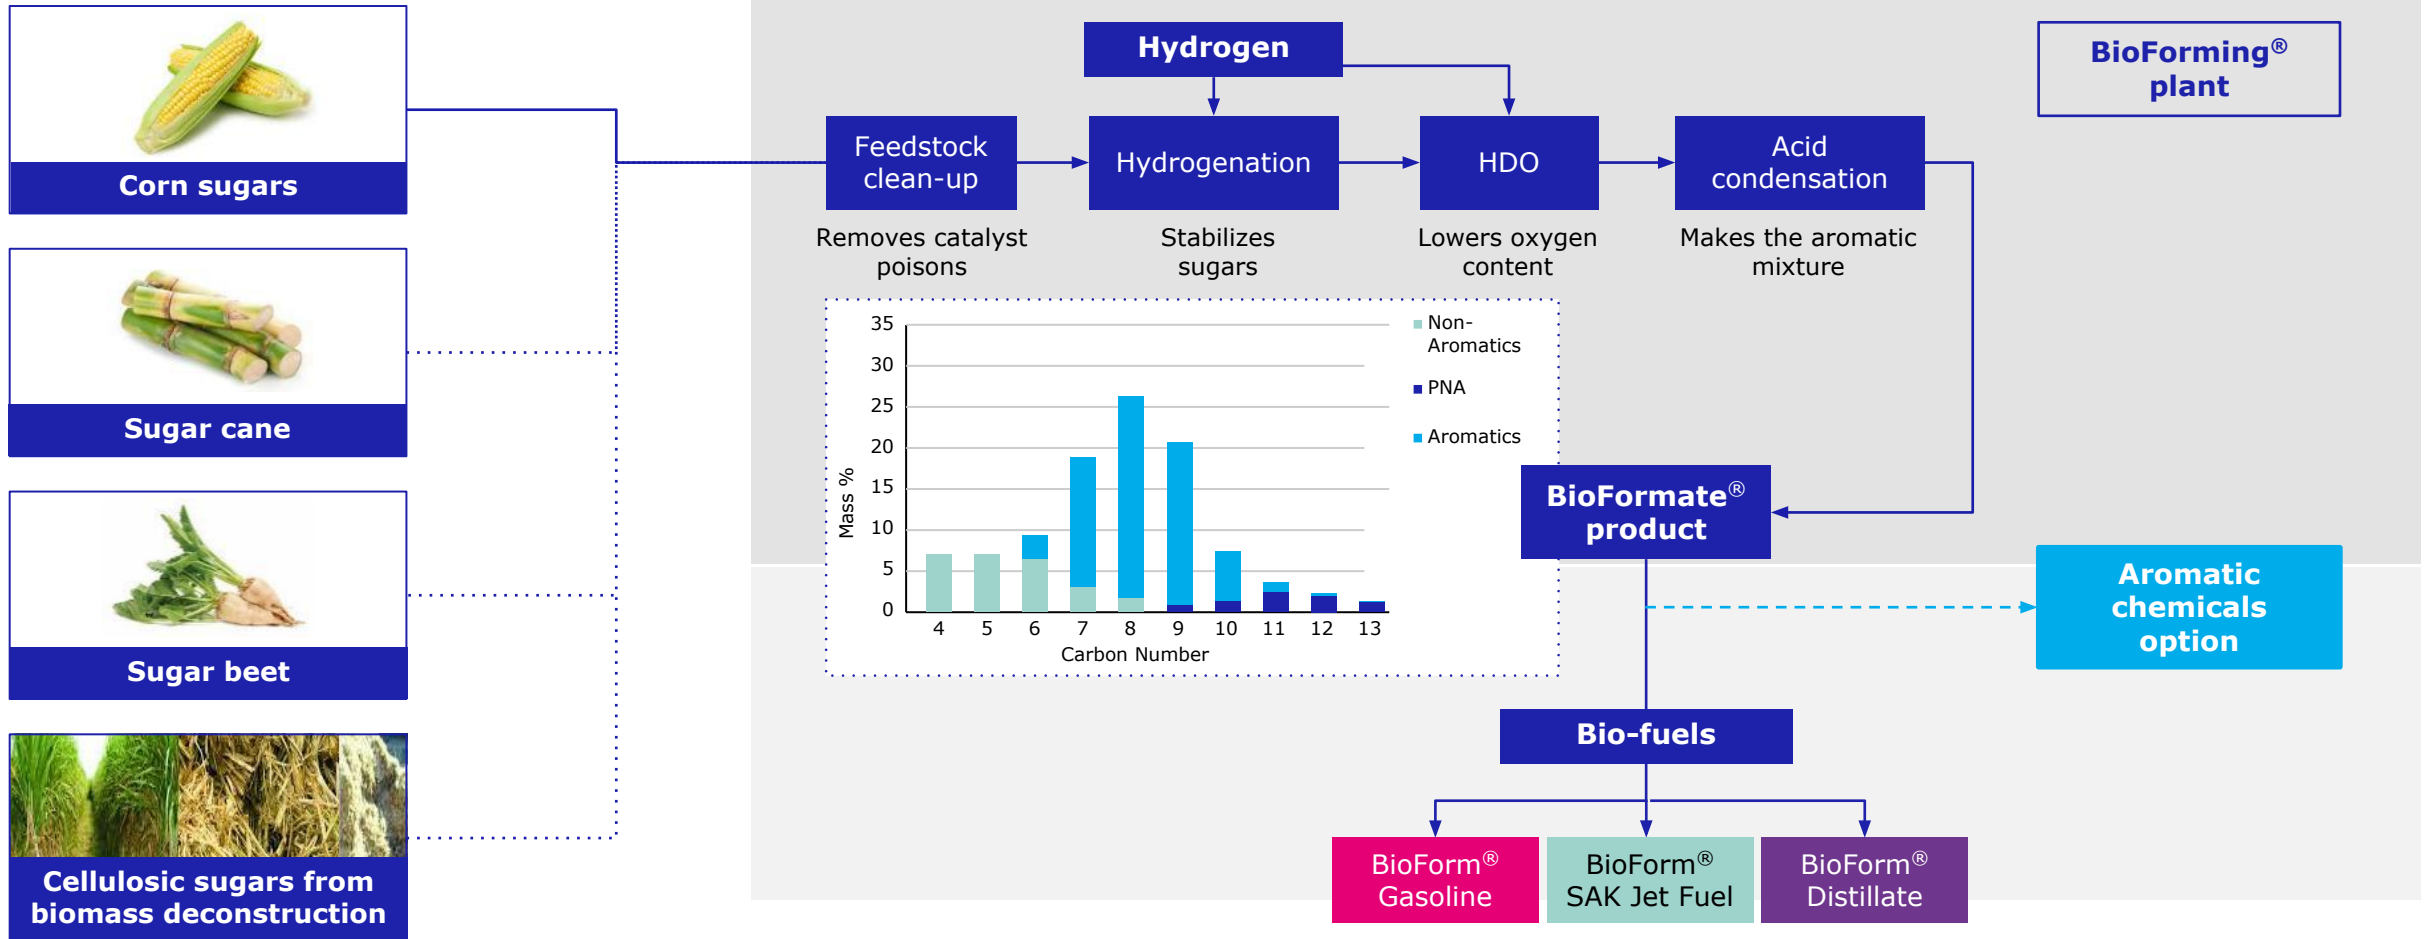 Corn sugars
Sugar cane
Sugar beet
Cellulosic sugars from
biomass deconstruction
Hydrogen
BioForming®
plant
Feedstock
clean-up
Hydrogenation
HDO
Acid
condensation
Removes catalyst
poisons
Stabilizes
sugars
Lowers oxygen
content
Makes the aromatic
mixture
Mass %
35
30
25
20
15
10
5
0
4 5 6 7 8 9 10 11 12 13
Carbon Number
Non-
Aromatics
PNA
Aromatics
BioFormate®
product
Aromatic
chemicals
option
Bio-fuels
BioForm®
Gasoline
BioForm®
SAK Jet Fuel
BioForm®
Distillate